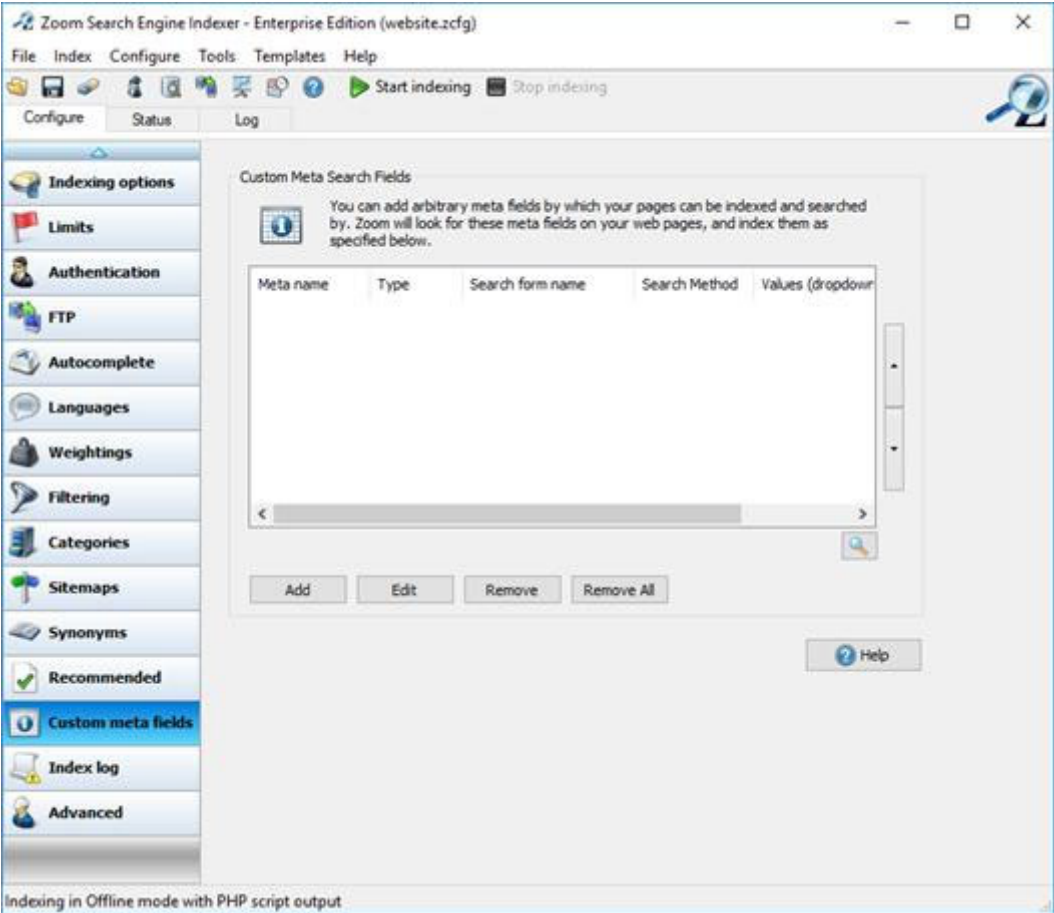 Zoom Search Engine Indexer - Enterprise Edition (website.zcfg)
File Index Configure Tools Templates Help
Start indexing Stop indexing
Configure Status Log
Indexing options
Limits
Authentication
FTP
Autocomplete
Languages
Weightings
Filtering
Categories
Sitemaps
Synonyms
Recommended
Custom meta fields
Index log
Advanced
Custom Meta Search Fields
You can add arbitrary meta fields by which your pages can be indexed and searched
by. Zoom will look for these meta fields on your web pages, and index them as
specified below.
Meta name Type Search form name Search Method Values (dropdown
Add Edit Remove Remove All
Help
Indexing in Offline mode with PHP script output